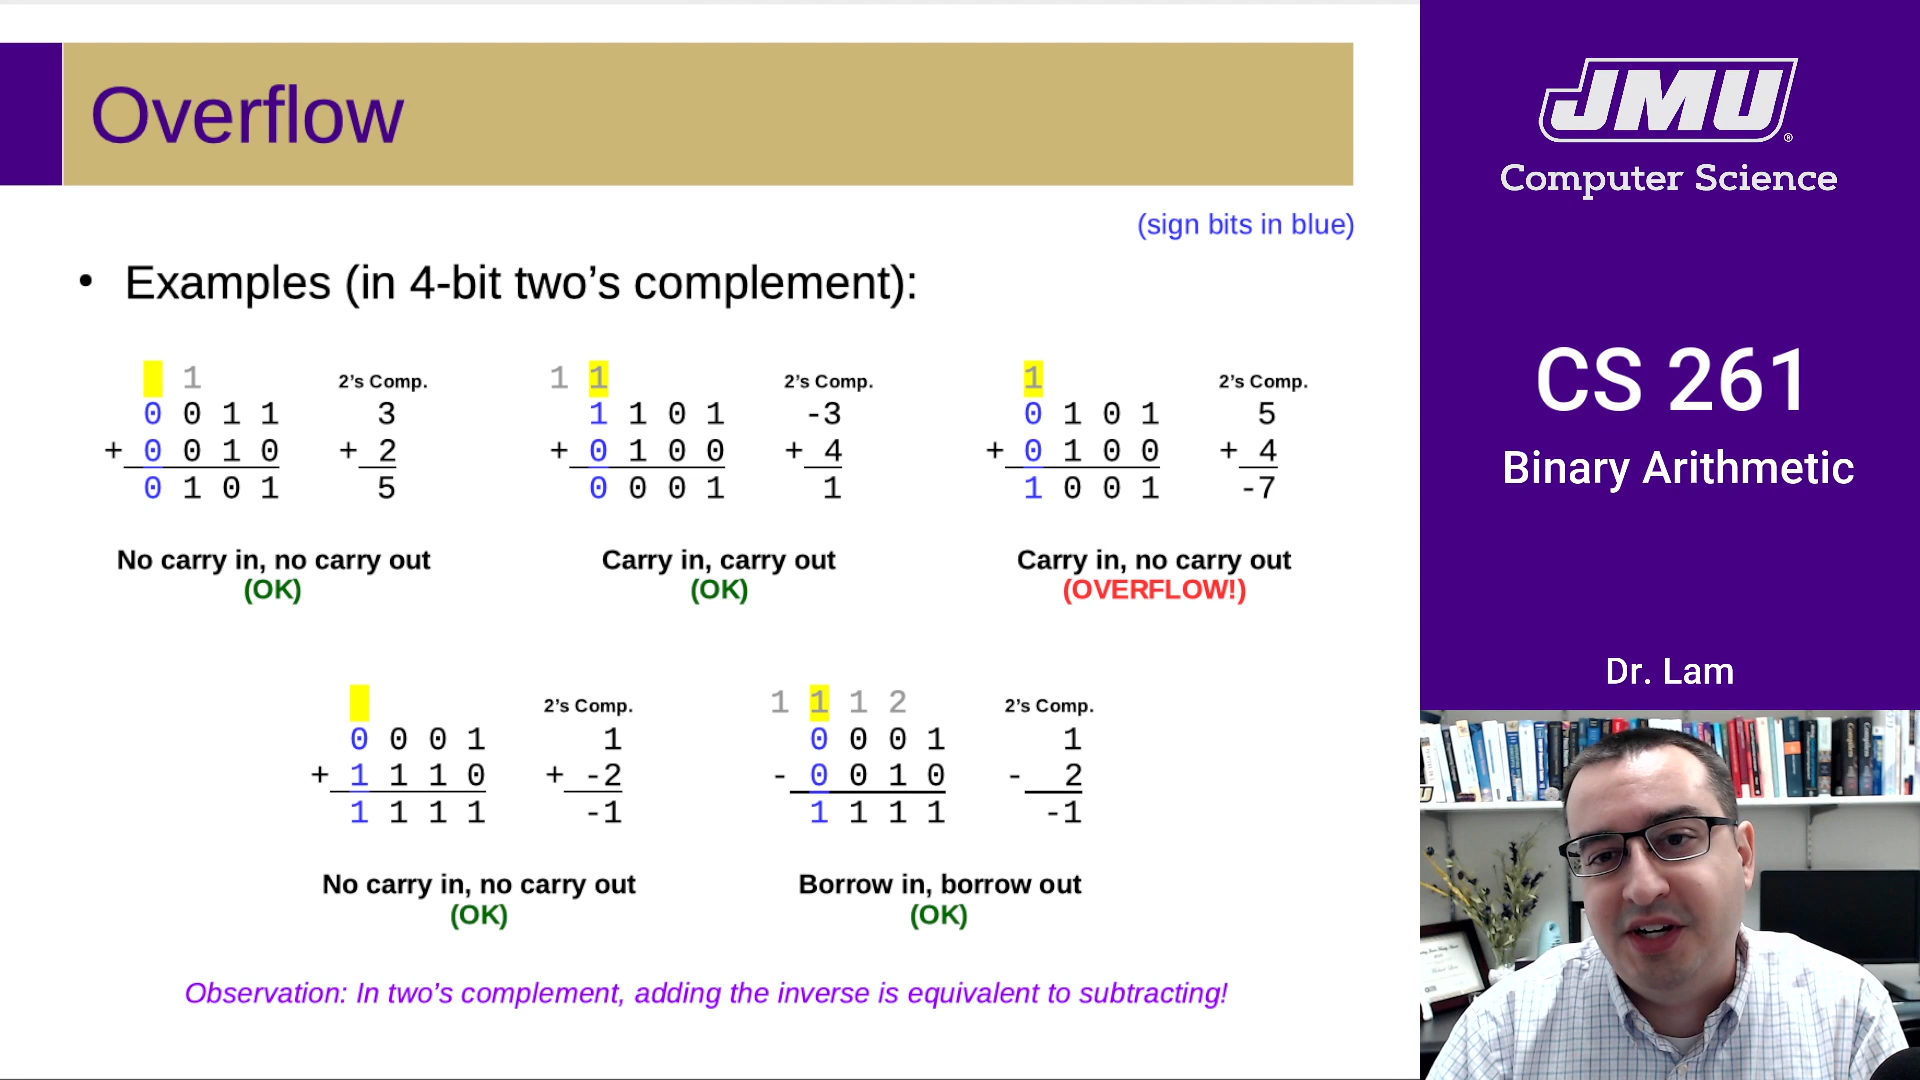 Overflow
(sign bits in blue)
• Examples (in 4-bit two’s complement):
1 2’s Comp.
0 0 1 1 3
+ 0 0 1 0 + 2
0 1 0 1 5
No carry in, no carry out
(OK)
1 1 2’s Comp.
1 1 0 1 -3
+ 0 1 0 0 + 4
0 0 0 1 1
Carry in, carry out
(OK)
1 2’s Comp.
0 1 0 1 5
+ 0 1 0 0 + 4
1 0 0 1 -7
Carry in, no carry out
(OVERFLOW!)
2’s Comp.
0 0 0 1 1
+ 1 1 1 0 + -2
1 1 1 1 -1
No carry in, no carry out
(OK)
1 1 1 2 2’s Comp.
0 0 0 1 1
- 0 0 1 0 - 2
1 1 1 1 -1
Borrow in, borrow out
(OK)
Observation: In two’s complement, adding the inverse is equivalent to subtracting!
JMU®
Computer Science
CS 261
Binary Arithmetic
Dr. Lam